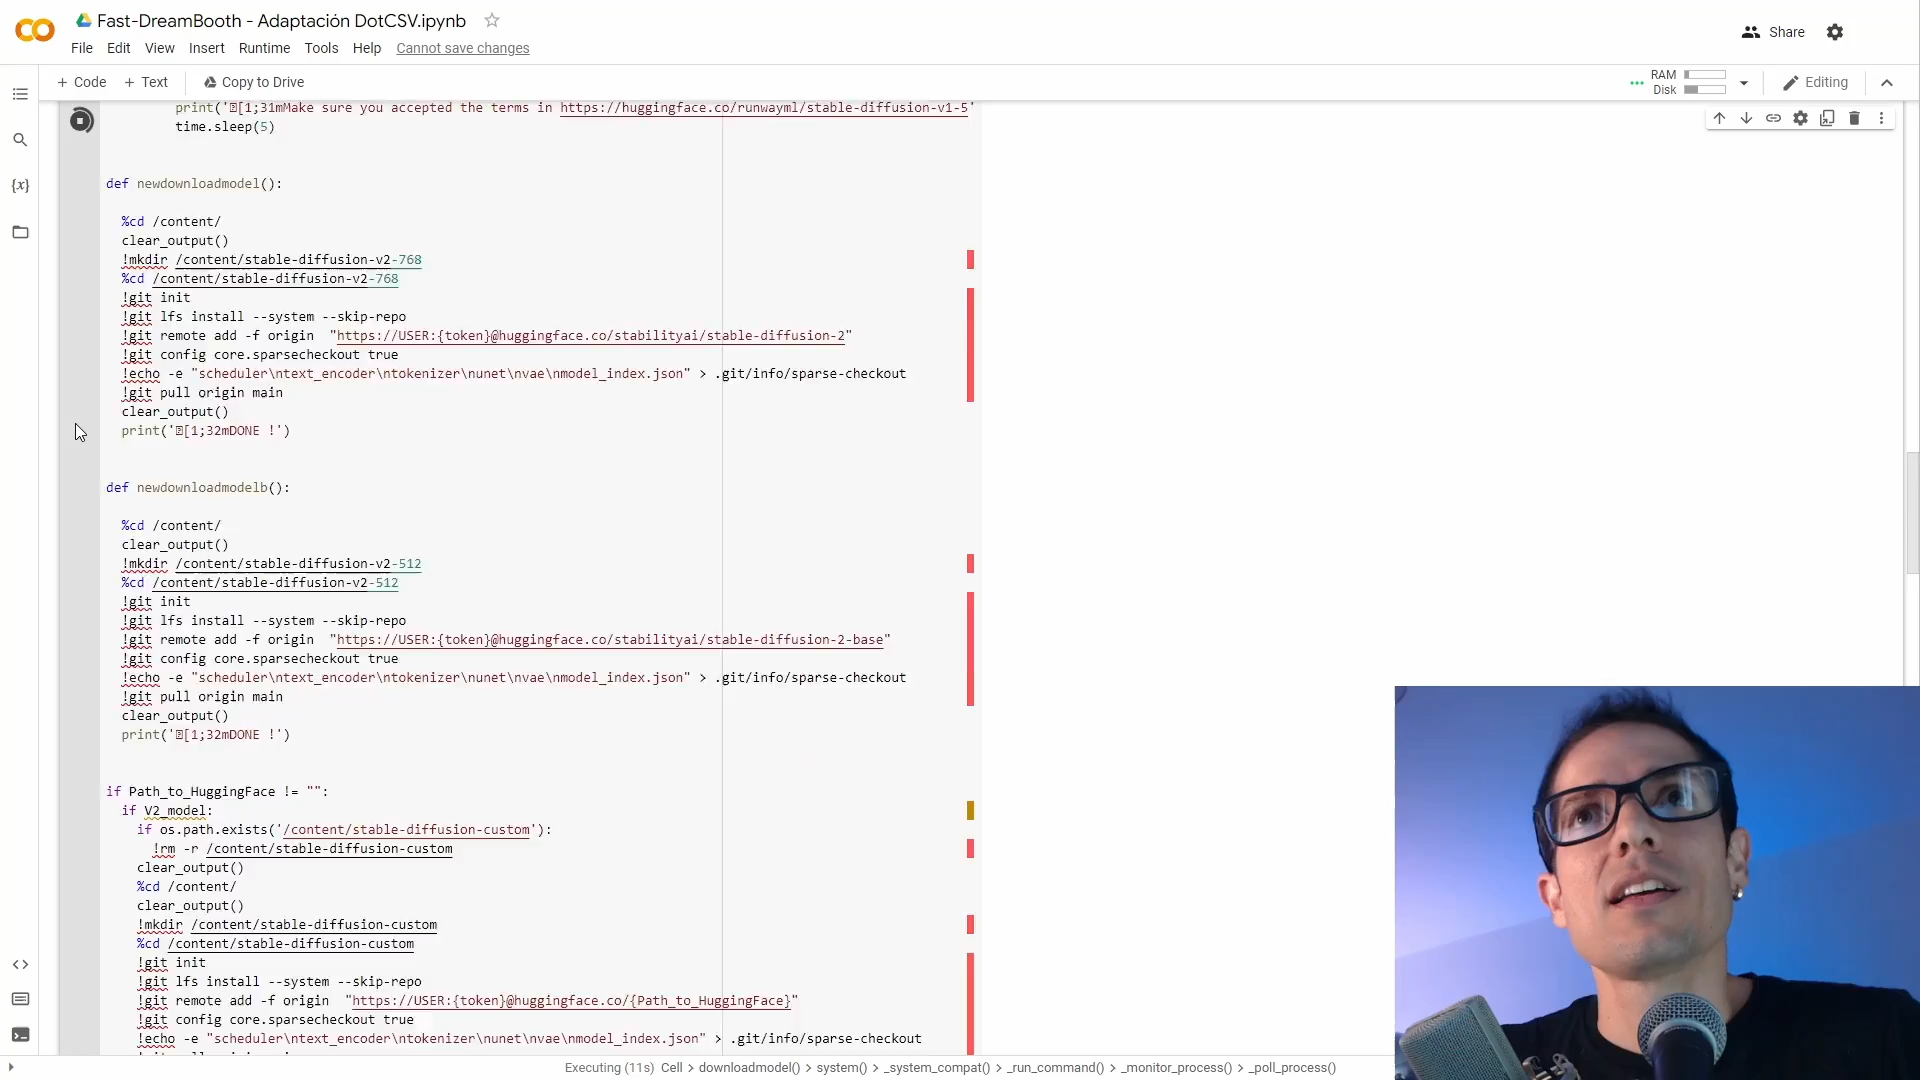 Fast-DreamBooth - Adaptación DotCSV.ipynb
File Edit View Insert Runtime Tools Help Cannot save changes
Share
+ Code + Text Copy to Drive
RAM
Disk
Editing
print('[1;31mMake sure you accepted the terms in https://huggingface.co/runwayml/stable-diffusion-v1-5'
time.sleep(5)
def newdownloadmodel():
%cd /content/
clear_output()
!mkdir /content/stable-diffusion-v2-768
%cd /content/stable-diffusion-v2-768
!git init
!git lfs install --system --skip-repo
!git remote add -f origin  "https://USER:{token}@huggingface.co/stabilityai/stable-diffusion-2"
!git config core.sparsecheckout true
!echo -e "scheduler\ntext_encoder\ntokenizer\nunet\nvae\nmodel_index.json" > .git/info/sparse-checkout
!git pull origin main
clear_output()
print('[1;32mDONE !')
def newdownloadmodelb():
%cd /content/
clear_output()
!mkdir /content/stable-diffusion-v2-512
%cd /content/stable-diffusion-v2-512
!git init
!git lfs install --system --skip-repo
!git remote add -f origin  "https://USER:{token}@huggingface.co/stabilityai/stable-diffusion-2-base"
!git config core.sparsecheckout true
!echo -e "scheduler\ntext_encoder\ntokenizer\nunet\nvae\nmodel_index.json" > .git/info/sparse-checkout
!git pull origin main
clear_output()
print('[1;32mDONE !')
if Path_to_HuggingFace != "":
if V2_model:
if os.path.exists('/content/stable-diffusion-custom'):
!rm -r /content/stable-diffusion-custom
clear_output()
%cd /content/
clear_output()
!mkdir /content/stable-diffusion-custom
%cd /content/stable-diffusion-custom
!git init
!git lfs install --system --skip-repo
!git remote add -f origin  "https://USER:{token}@huggingface.co/{Path_to_HuggingFace}"
!git config core.sparsecheckout true
!echo -e "scheduler\ntext_encoder\ntokenizer\nunet\nvae\nmodel_index.json" > .git/info/sparse-checkout
Executing (11s) Cell > downloadmodel() > system() > _system_compat() > _run_command() > _monitor_process() > _poll_process()